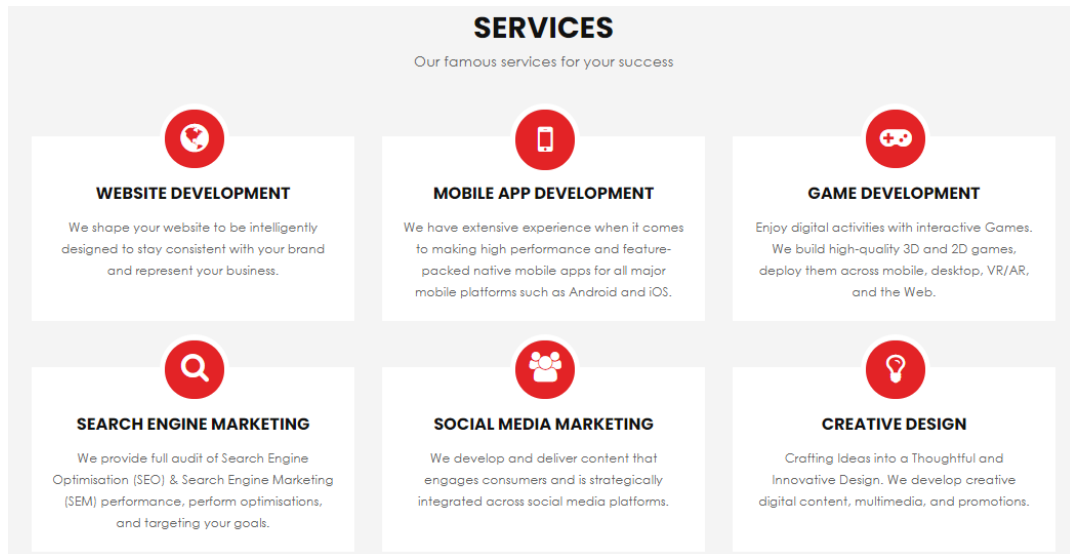 SERVICES
Our famous services for your success
WEBSITE DEVELOPMENT
We shape your website to be intelligently
designed to stay consistent with your brand
and represent your business.
MOBILE APP DEVELOPMENT
We have extensive experience when it comes
to making high performance and feature-
packed native mobile apps for all major
mobile platforms such as Android and iOS.
GAME DEVELOPMENT
Enjoy digital activities with interactive Games.
We build high-quality 3D and 2D games,
deploy them across mobile, desktop, VR/AR,
and the Web.
SEARCH ENGINE MARKETING
We provide full audit of Search Engine
Optimisation (SEO) & Search Engine Marketing
(SEM) performance, perform optimisations,
and targeting your goals.
SOCIAL MEDIA MARKETING
We develop and deliver content that
engages consumers and is strategically
integrated across social media platforms.
CREATIVE DESIGN
Crafting Ideas into a Thoughtful and
Innovative Design. We develop creative
digital content, multimedia, and promotions.